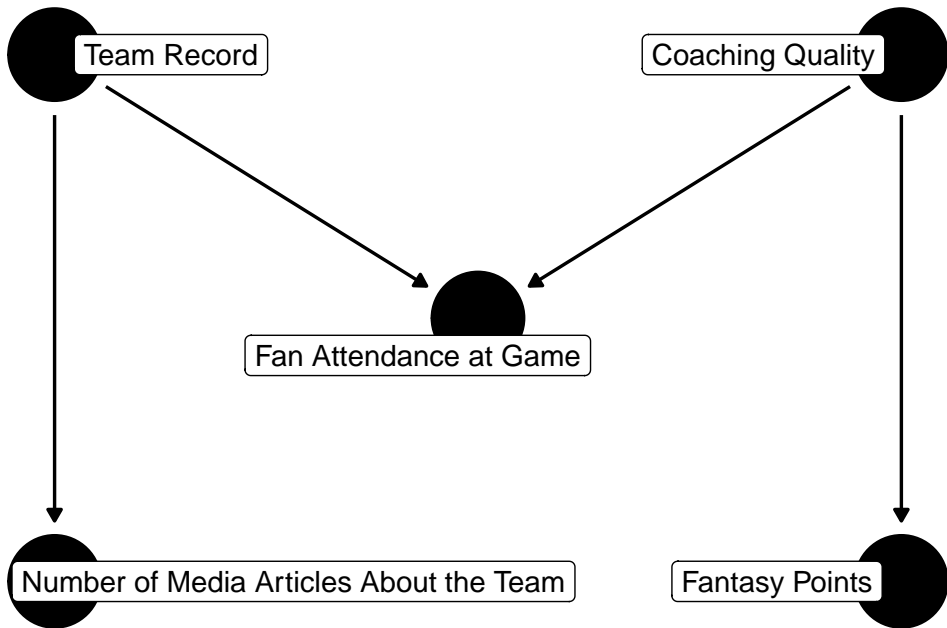 Team Record
Coaching Quality
Fan Attendance at Game
Number of Media Articles About the Team
Fantasy Points